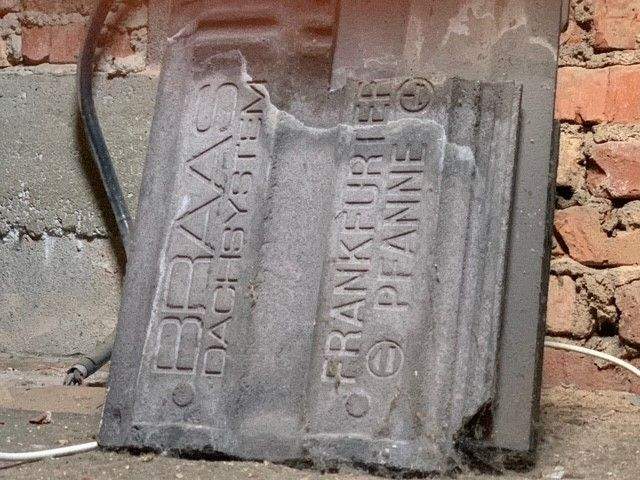 BRAAS
DACHSYSTEM
FRANKFURTER
PFANNE